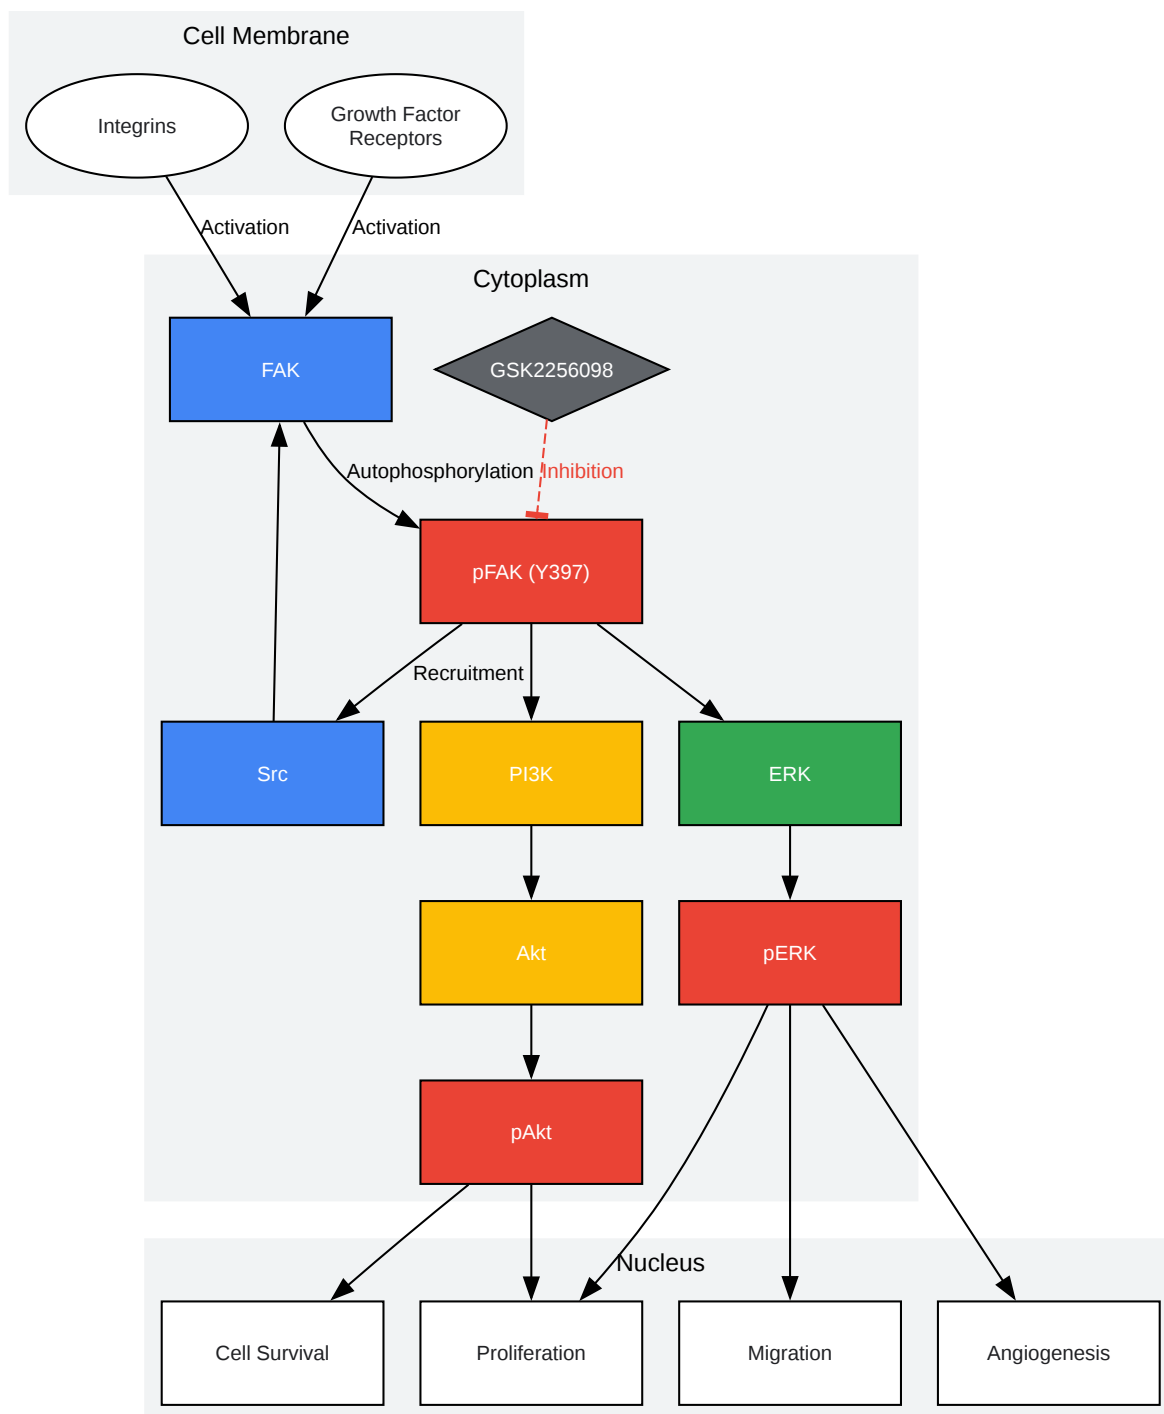 Cell Membrane
Integrins
Growth Factor
Receptors
Activation
Activation
Cytoplasm
FAK
GSK2256098
Autophosphorylation
Inhibition
pFAK (Y397)
Recruitment
Src
PI3K
ERK
Akt
pERK
pAkt
Nucleus
Cell Survival
Proliferation
Migration
Angiogenesis